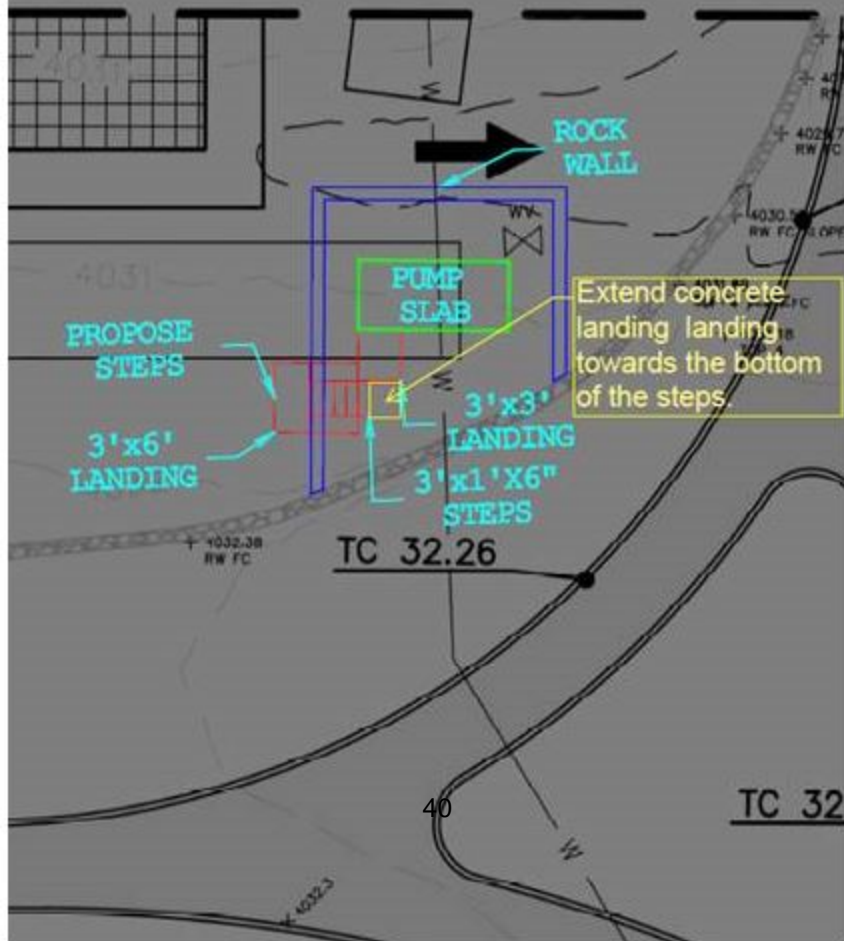 4031
W
ROCK
WALL
4030.
RW FC SLOPE
4031
PUMP
SLAB
PROPOSE
STEPS
Extend concrete
landing landing
towards the bottom
of the steps.
W
3'x3'
LANDING
3'x6'
LANDING
3'x1'X6"
STEPS
4032.38
RW FC
TC 32.26
40
TC 32
W
4032.3